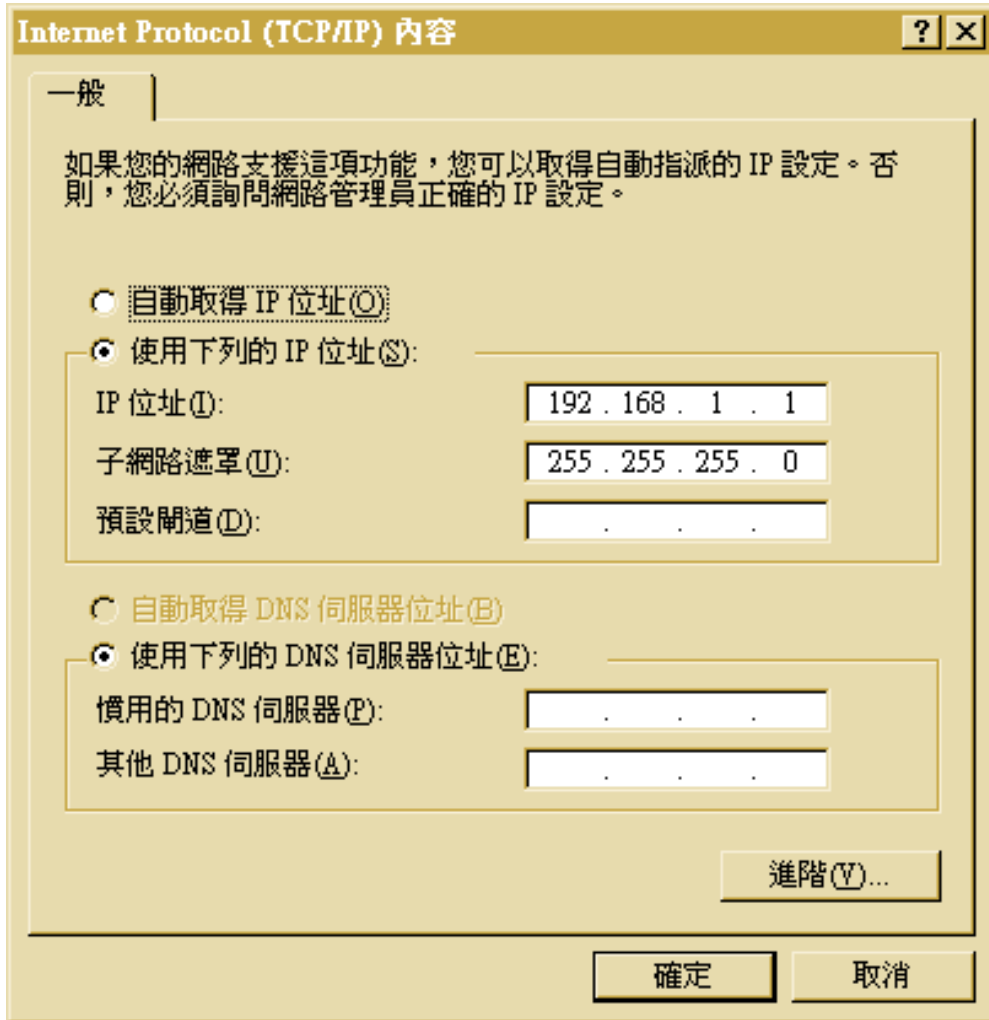 Internet Protocol (TCP/IP) 內容
一般
如果您的網路支援這項功能，您可以取得自動指派的 IP 設定。否
則，您必須詢問網路管理員正確的 IP 設定。
自動取得 IP 位址(O)
使用下列的 IP 位址(S):
IP 位址(I): 192 . 168 . 1 . 1
子網路遮罩(U): 255 . 255 . 255 . 0
預設閘道(D): . . .
自動取得 DNS 伺服器位址(B)
使用下列的 DNS 伺服器位址(E):
慣用的 DNS 伺服器(P): . . .
其他 DNS 伺服器(A): . . .
進階(V)...
確定 取消